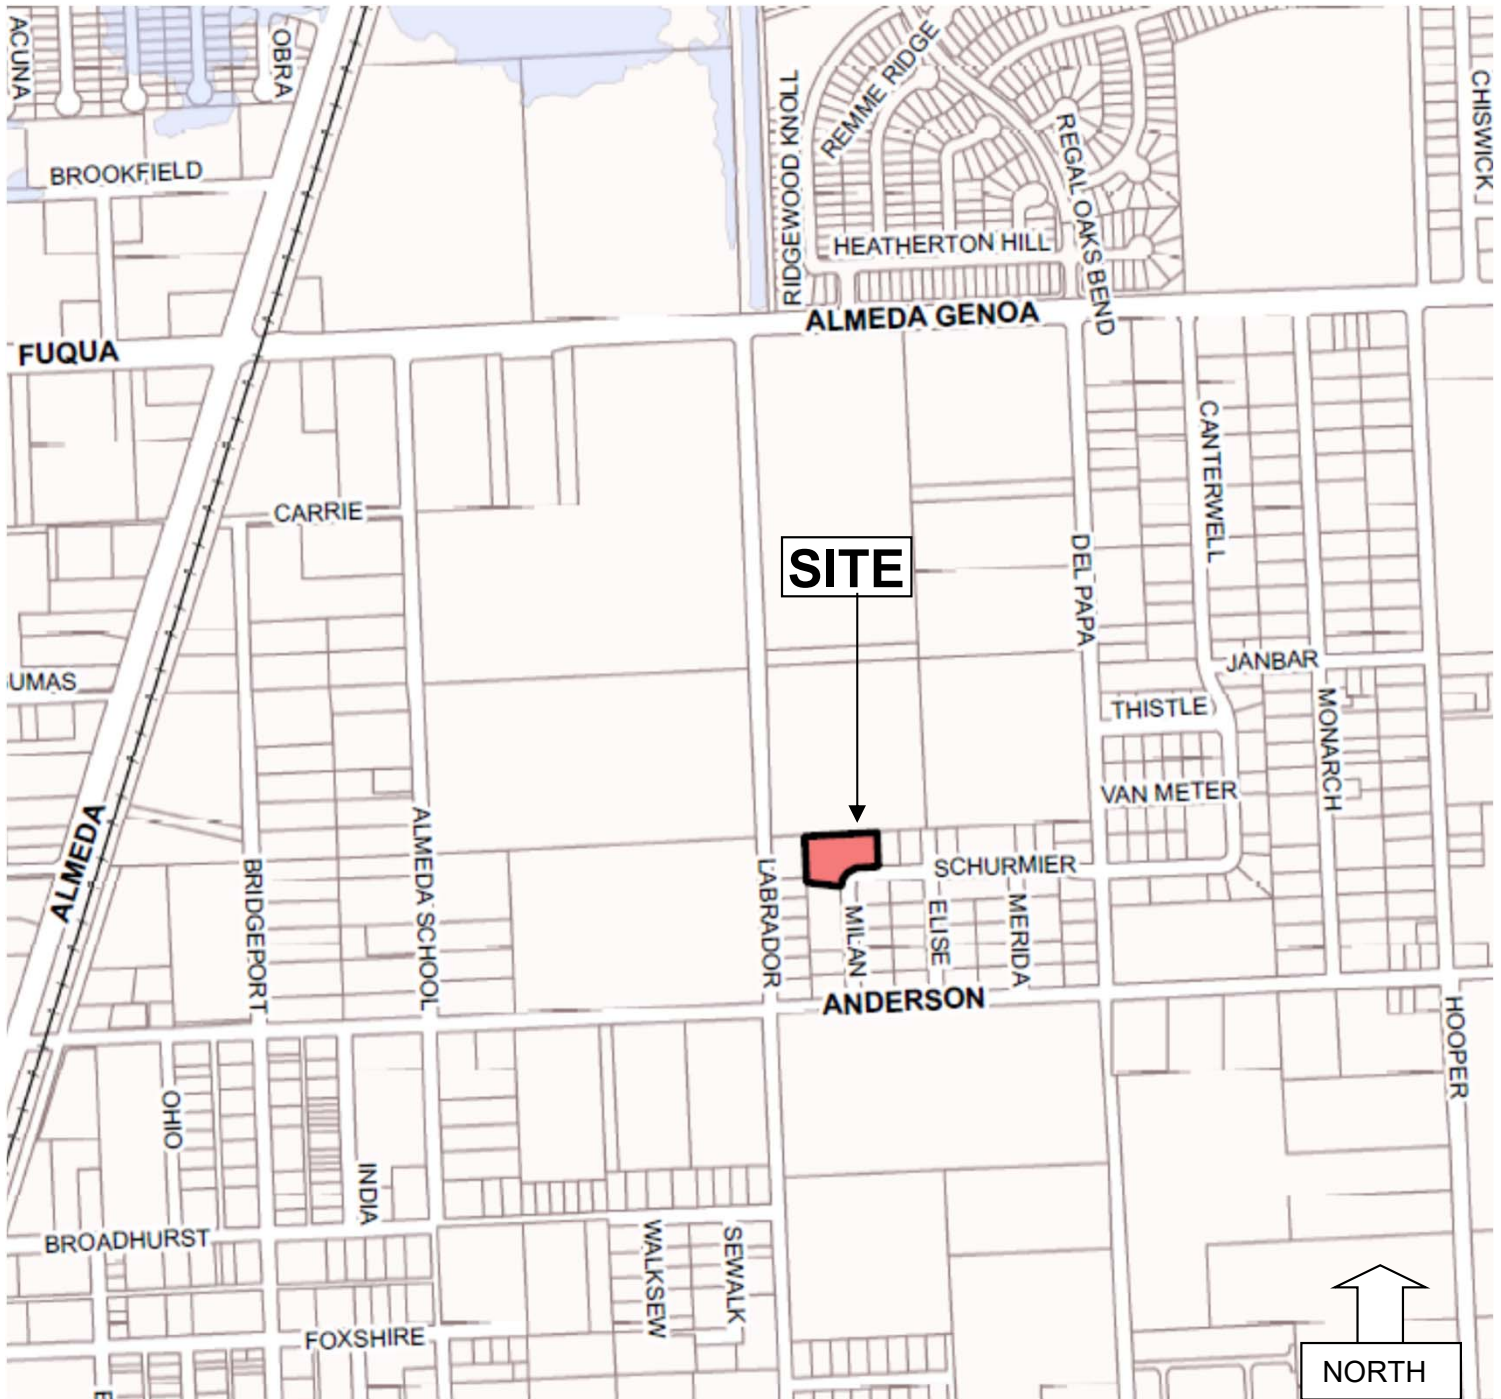 ACUNA
OBRA
BROOKFIELD
RIDGEWOOD KNOLL
REMME RIDGE
REGAL OAKS BEND
CHISWICK
HEATHERTON HILL
ALMEDA GENOA
FUQUA
CANTERWELL
CARRIE
SITE
DEL PAPA
JANBAR
UMAS
THISTLE
MONARCH
VAN METER
ALMEDA
ALMEDA SCHOOL
BRIDGEPORT
LABRADOR
SCHURMIER
MILAN
ELISE
MERIDA
ANDERSON
HOOPER
OHIO
INDIA
BROADHURST
WALKSEW
SEWALK
FOXSHIRE
NORTH